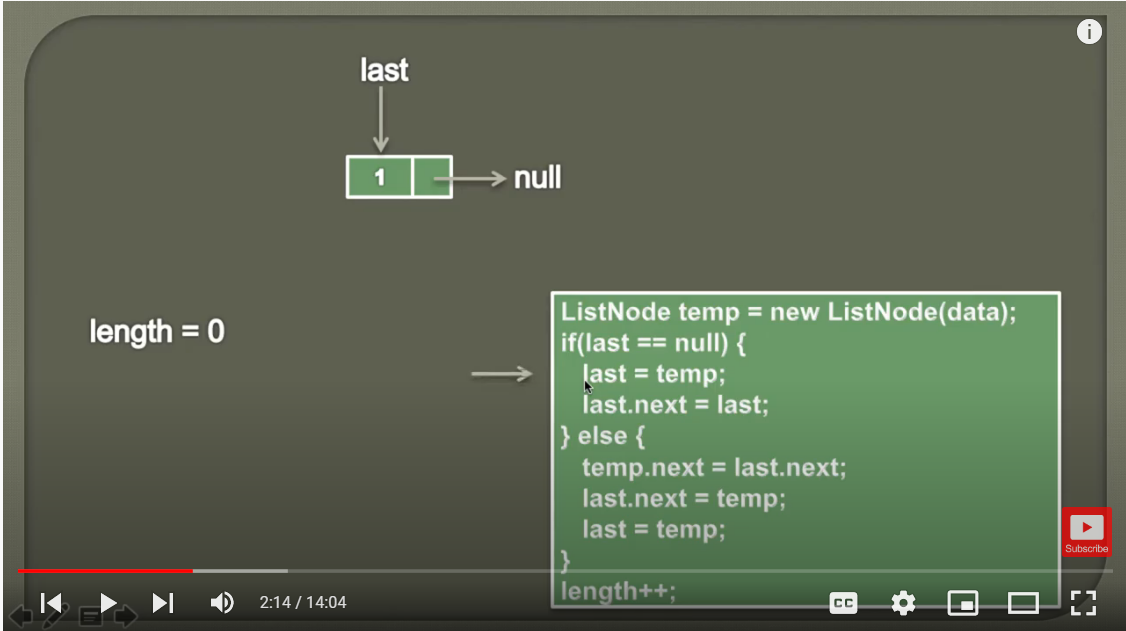 last
1
null
length = 0
ListNode temp = new ListNode(data);
if(last == null) {
last = temp;
last.next = last;
} else {
temp.next = last.next;
last.next = temp;
last = temp;
}
length++;
Subscribe
2:14 / 14:04
CC
i